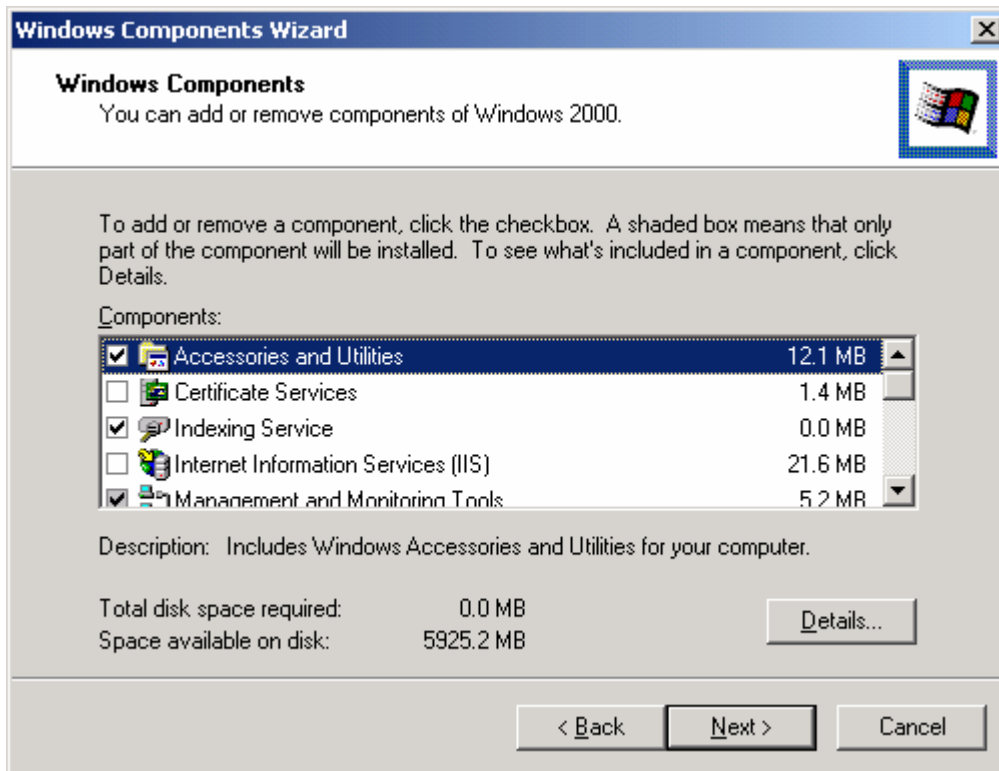 Windows Components Wizard
Windows Components
You can add or remove components of Windows 2000.
To add or remove a component, click the checkbox.  A shaded box means that only
part of the component will be installed.  To see what's included in a component, click
Details.
Components:
Accessories and Utilities 12.1 MB
Certificate Services 1.4 MB
Indexing Service 0.0 MB
Internet Information Services (IIS) 21.6 MB
Management and Monitoring Tools 5.2 MB
Description:   Includes Windows Accessories and Utilities for your computer.
Total disk space required: 0.0 MB
Space available on disk: 5925.2 MB
Details...
< Back Next > Cancel